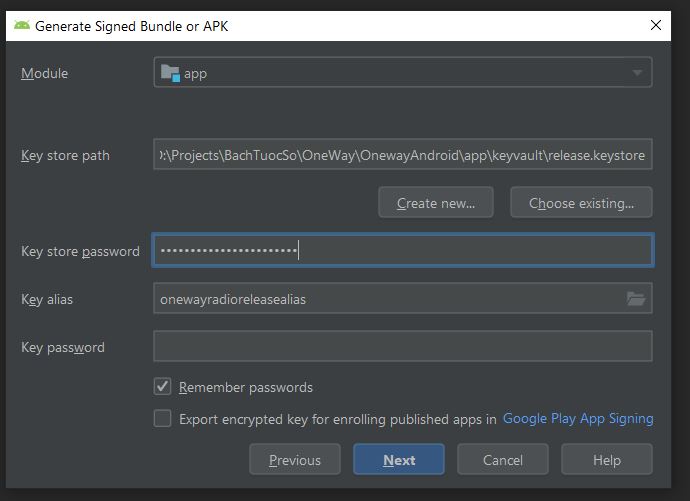 Generate Signed Bundle or APK
Module
app
Key store path
:\Projects\BachTuocSo\OneWay\OnewayAndroid\app\keyvault\release.keystore
Create new...
Choose existing...
Key store password
•••••••••••••••••••••••
Key alias
onewayradioreleasealias
Key password
Remember passwords
Export encrypted key for enrolling published apps in Google Play App Signing
Previous
Next
Cancel
Help